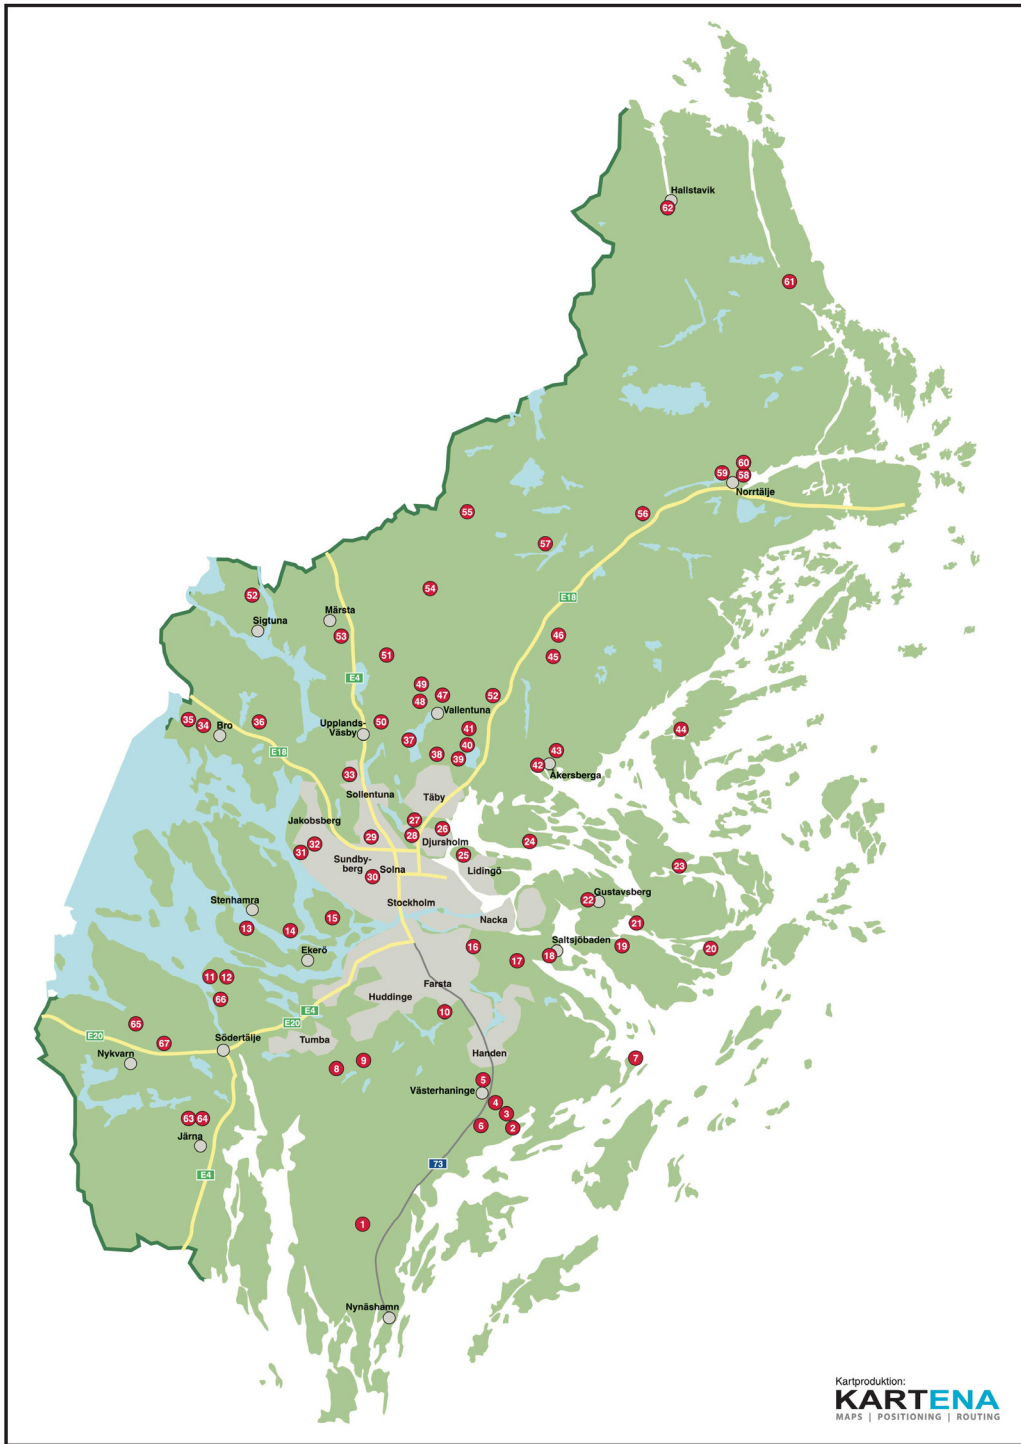 Hallstavik
62
61
60
59
58
Norrtälje
55
56
57
54
E18
52
Sigtuna
Märsta
53
46
51
45
E4
49
48
47
52
Vallentuna
35
34
36
Bro
Upplands-
Väsby
50
41
44
37
40
E18
38
39
43
42
Åkersberga
33
Sollentuna
Täby
Jakobsberg
27
29
28
26
Djursholm
24
32
31
25
Sundby-
berg
Solna
30
Lidingö
23
Gustavsberg
22
Stenhamra
Stockholm
15
Nacka
21
13
14
Ekerö
16
Saltsjöbaden
19
20
17
18
11
12
Farsta
66
Huddinge
E4
10
65
E20
E20
67
Södertälje
Tumba
Nykvarn
Handen
9
7
8
5
Västerhaninge
4
3
63
64
6
2
Järna
73
E4
1
Nynäshamn
Kartproduktion:
KARTENA
MAPS | POSITIONING | ROUTING